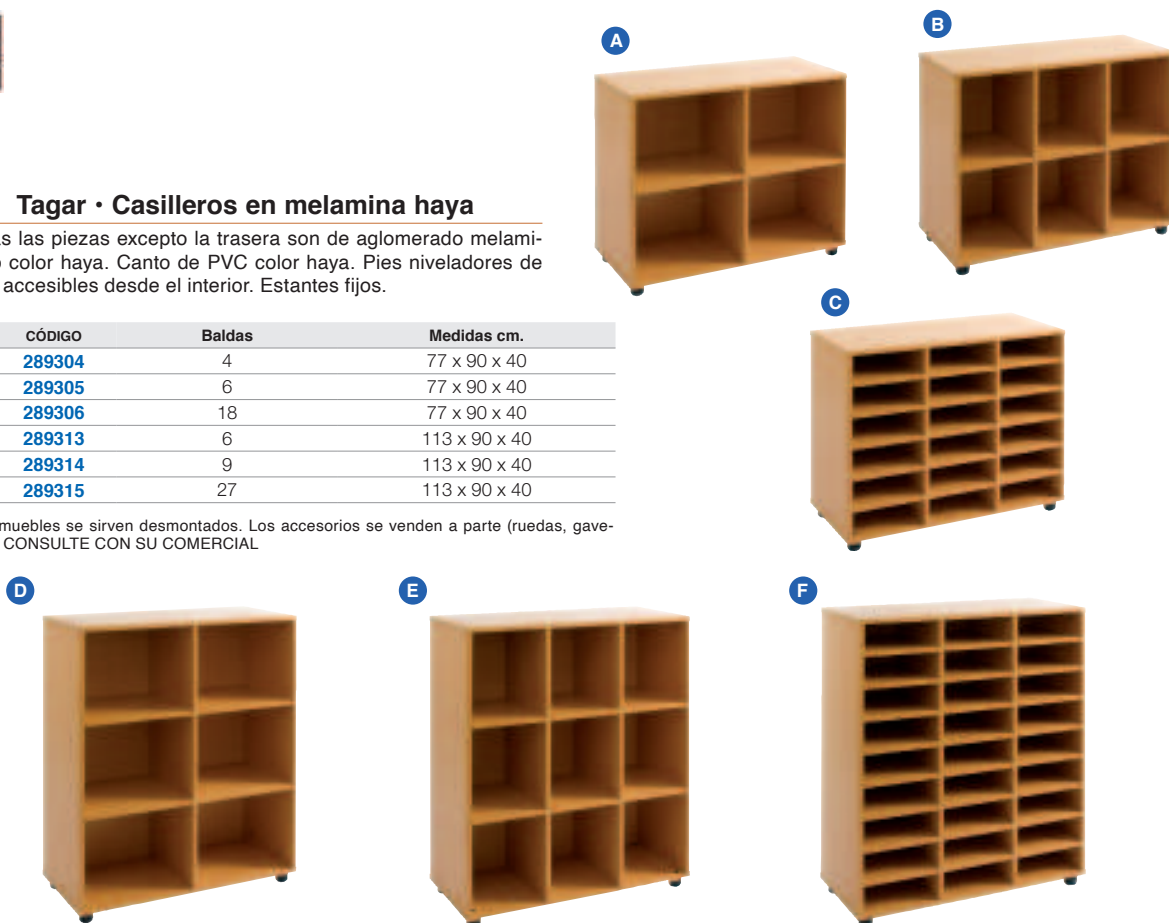 A
B
Tagar • Casilleros en melamina haya
las piezas excepto la trasera son de aglomerado melami-
color haya. Canto de PVC color haya. Pies niveladores de
accesibles desde el interior. Estantes fijos.
C
CÓDIGO Baldas Medidas cm.
289304 4 77 x 90 x 40
289305 6 77 x 90 x 40
289306 18 77 x 90 x 40
289313 6 113 x 90 x 40
289314 9 113 x 90 x 40
289315 27 113 x 90 x 40
muebles se sirven desmontados. Los accesorios se venden a parte (ruedas, gave-
CONSULTE CON SU COMERCIAL
D
E
F